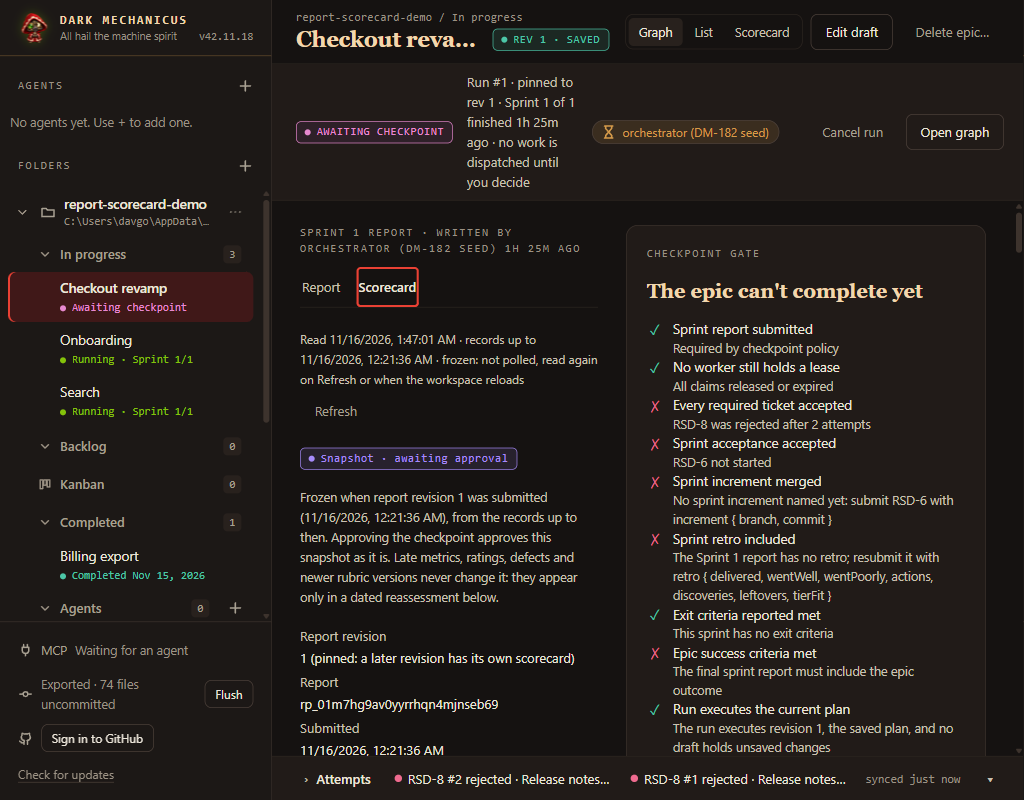 DARK MECHANICUS
All hail the machine spirit v42.11.18
AGENTS
No agents yet. Use + to add one.
FOLDERS
report-scorecard-demo
C:\Users\davgo\AppData\...
In progress 3
Checkout revamp
Awaiting checkpoint
Onboarding
Running · Sprint 1/1
Search
Running · Sprint 1/1
Backlog 0
Kanban 0
Completed 1
Billing export
Completed Nov 15, 2026
Agents 0
MCP Waiting for an agent
Exported · 74 files
uncommitted
Flush
Sign in to GitHub
Check for updates
report-scorecard-demo / In progress
Checkout reva...
REV 1 · SAVED
Graph List Scorecard
Edit draft
Delete epic...
AWAITING CHECKPOINT
Run #1 · pinned to
rev 1 · Sprint 1 of 1
finished 1h 25m
ago · no work is
dispatched until
you decide
orchestrator (DM-182 seed)
Cancel run
Open graph
SPRINT 1 REPORT · WRITTEN BY
ORCHESTRATOR (DM-182 SEED) 1H 25M AGO
Report Scorecard
Read 11/16/2026, 1:47:01 AM · records up to
11/16/2026, 12:21:36 AM · frozen: not polled, read again
on Refresh or when the workspace reloads
Refresh
Snapshot · awaiting approval
Frozen when report revision 1 was submitted
(11/16/2026, 12:21:36 AM), from the records up to
then. Approving the checkpoint approves this
snapshot as it is. Late metrics, ratings, defects and
newer rubric versions never change it: they appear
only in a dated reassessment below.
Report revision
1 (pinned: a later revision has its own scorecard)
Report
rp_01m7hg9av0yyrrhqn4mjnseb69
Submitted
11/16/2026, 12:21:36 AM
CHECKPOINT GATE
The epic can't complete yet
✓ Sprint report submitted
Required by checkpoint policy
✓ No worker still holds a lease
All claims released or expired
✗ Every required ticket accepted
RSD-8 was rejected after 2 attempts
✗ Sprint acceptance accepted
RSD-6 not started
✗ Sprint increment merged
No sprint increment named yet: submit RSD-6 with
increment { branch, commit }
✗ Sprint retro included
The Sprint 1 report has no retro; resubmit it with
retro { delivered, wentWell, wentPoorly, actions,
discoveries, leftovers, tierFit }
✓ Exit criteria reported met
This sprint has no exit criteria
✗ Epic success criteria met
The final sprint report must include the epic
outcome
✓ Run executes the current plan
The run executes revision 1, the saved plan, and no
draft holds unsaved changes
› Attempts
RSD-8 #2 rejected · Release notes...
RSD-8 #1 rejected · Release notes...
synced just now